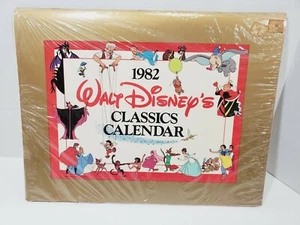 1982
WALT DISNEY'S
CLASSICS
CALENDAR